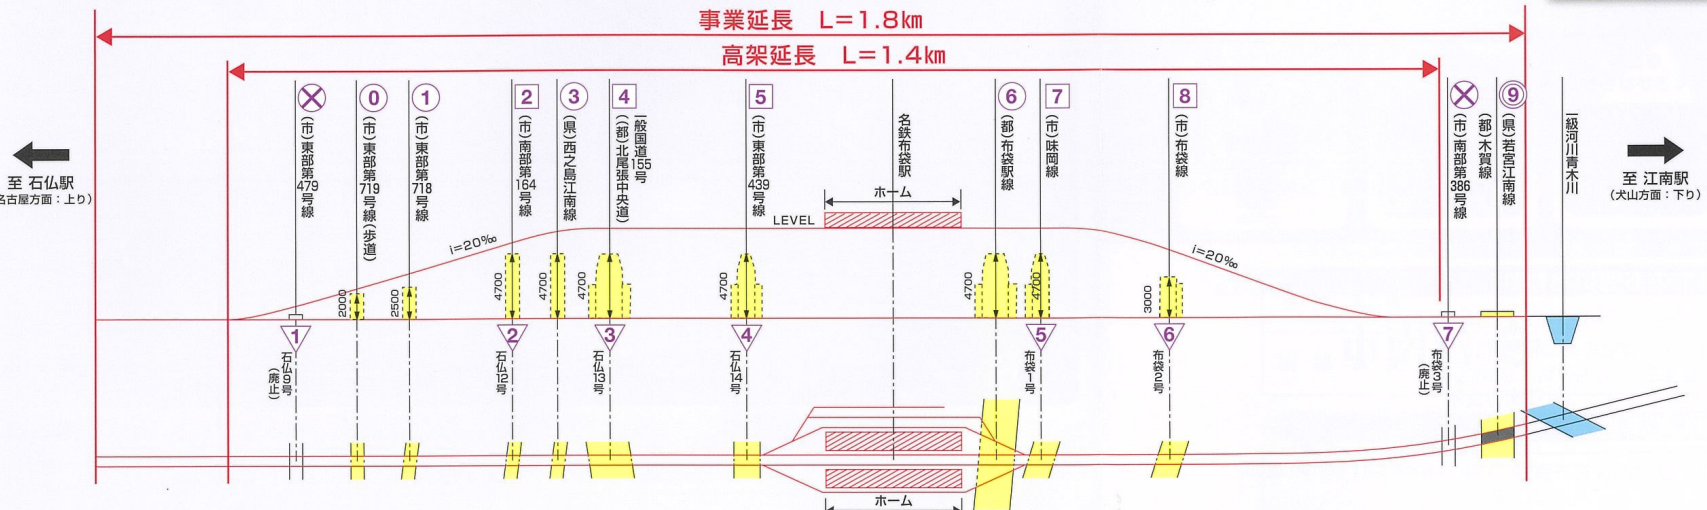 事業延長 L=1.8km
高架延長 L=1.4km
至 石仏駅
名古屋方面：上り)
(市)東部第479号線
0
(市)東部第719号線(歩道)
1
(市)東部第718号線
2
(市)南部第164号線
3
(県)西之島江南線
4
一般国道155号
((都)北尾張中央道)
5
(市)東部第439号線
名鉄布袋駅
6
(都)布袋駅線
7
(市)味岡線
8
(市)布袋線
(市)南部第386号線
9
(県)若宮江南線
(都)木賀線
一級河川青木川
至 江南駅
(犬山方面：下り)
ホーム
LEVEL
i=20‰
i=20‰
2000
2500
4700
4700
4700
4700
4700
4700
3000
1
石仏9号
(廃止)
2
石仏12号
3
石仏13号
4
石仏14号
5
布袋1号
6
布袋2号
7
布袋3号
(廃止)
ホーム